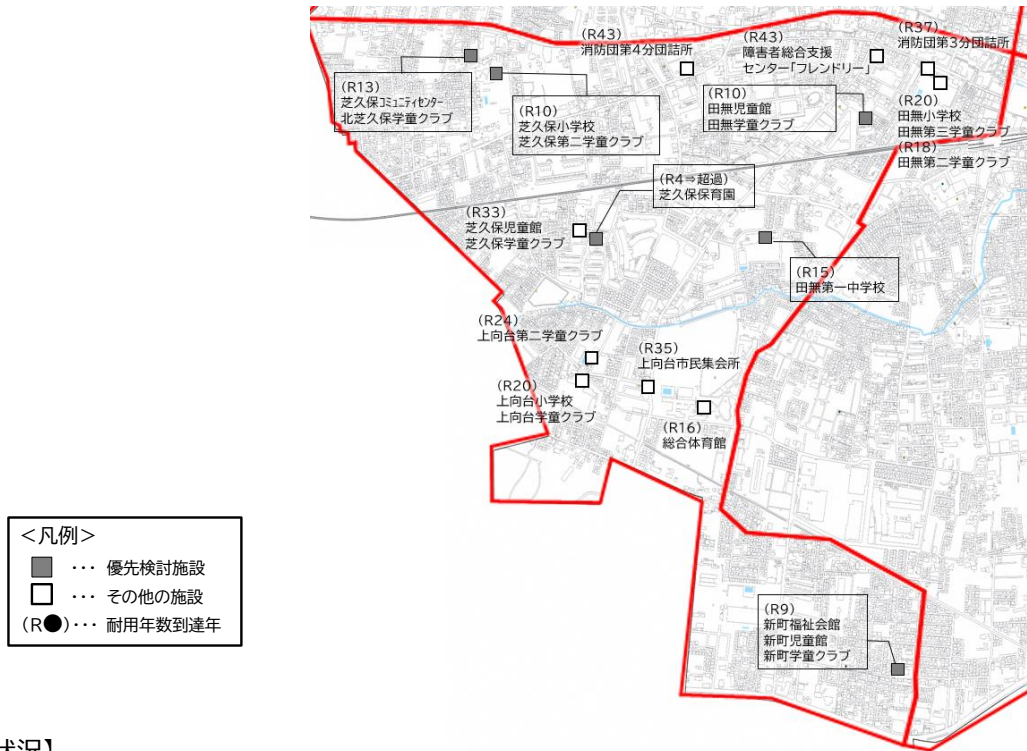 (R43)
消防団第4分団詰所
(R43)
障害者総合支援
センター「フレンドリー」
(R37)
消防団第3分団詰所
(R13)
芝久保コミュニティセンター
北芝久保学童クラブ
(R10)
芝久保小学校
芝久保第二学童クラブ
(R10)
田無児童館
田無学童クラブ
(R20)
田無小学校
田無第三学童クラブ
(R18)
田無第二学童クラブ
(R4⇒超過)
芝久保保育園
(R33)
芝久保児童館
芝久保学童クラブ
(R15)
田無第一中学校
(R24)
上向台第二学童クラブ
(R35)
上向台市民集会所
(R20)
上向台小学校
上向台学童クラブ
(R16)
総合体育館
<凡例>
･･･ 優先検討施設
･･･ その他の施設
(R●)･･･ 耐用年数到達年
(R9)
新町福祉会館
新町児童館
新町学童クラブ
状況】